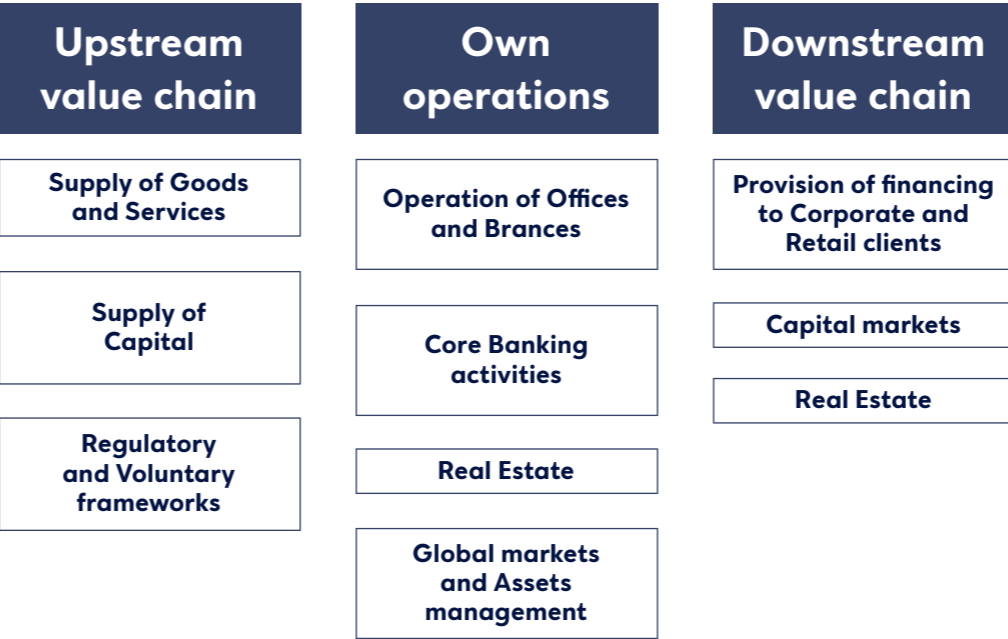 Upstream
value chain
Supply of Goods
and Services
Supply of
Capital
Regulatory
and Voluntary
frameworks
Own
operations
Operation of Offices
and Brances
Core Banking
activities
Real Estate
Global markets
and Assets
management
Downstream
value chain
Provision of financing
to Corporate and
Retail clients
Capital markets
Real Estate